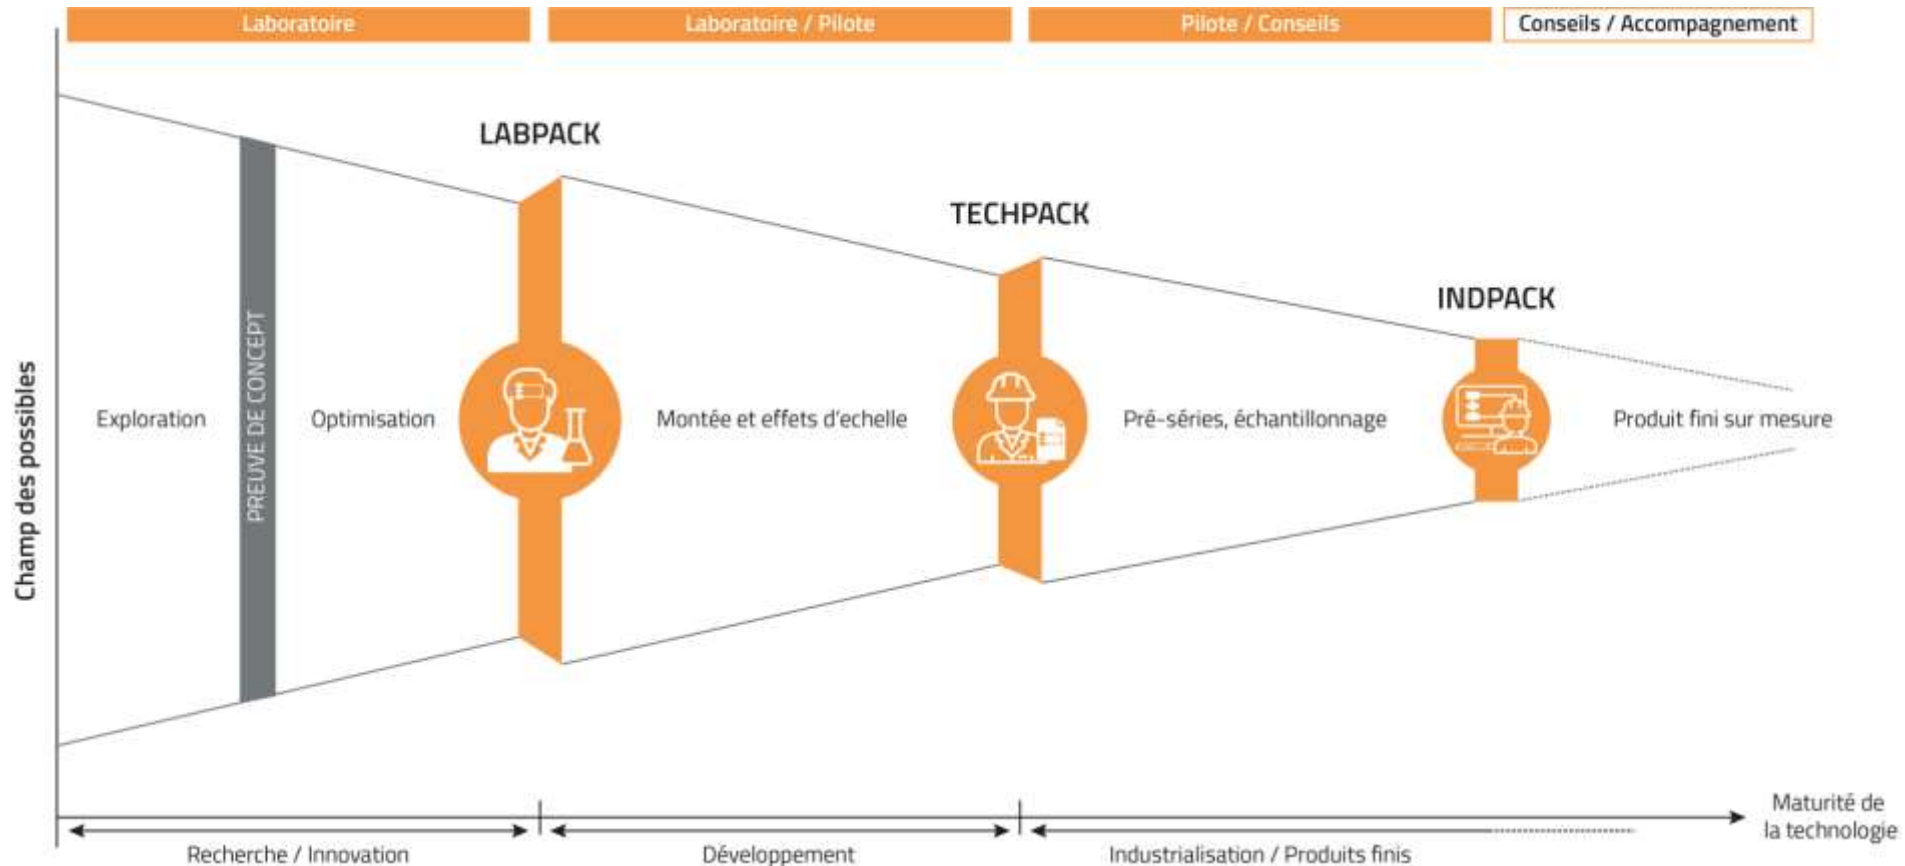 Laboratoire
Laboratoire / Pilote
Pilote / Conseils
Conseils / Accompagnement
LABPACK
TECHPACK
INDPACK
Champ des possibles
Exploration
PREUVE DE CONCEPT
Optimisation
Montée et effets d'echelle
Pré-séries, échantillonnage
Produit fini sur mesure
Maturité de
la technologie
Recherche / Innovation
Développement
Industrialisation / Produits finis